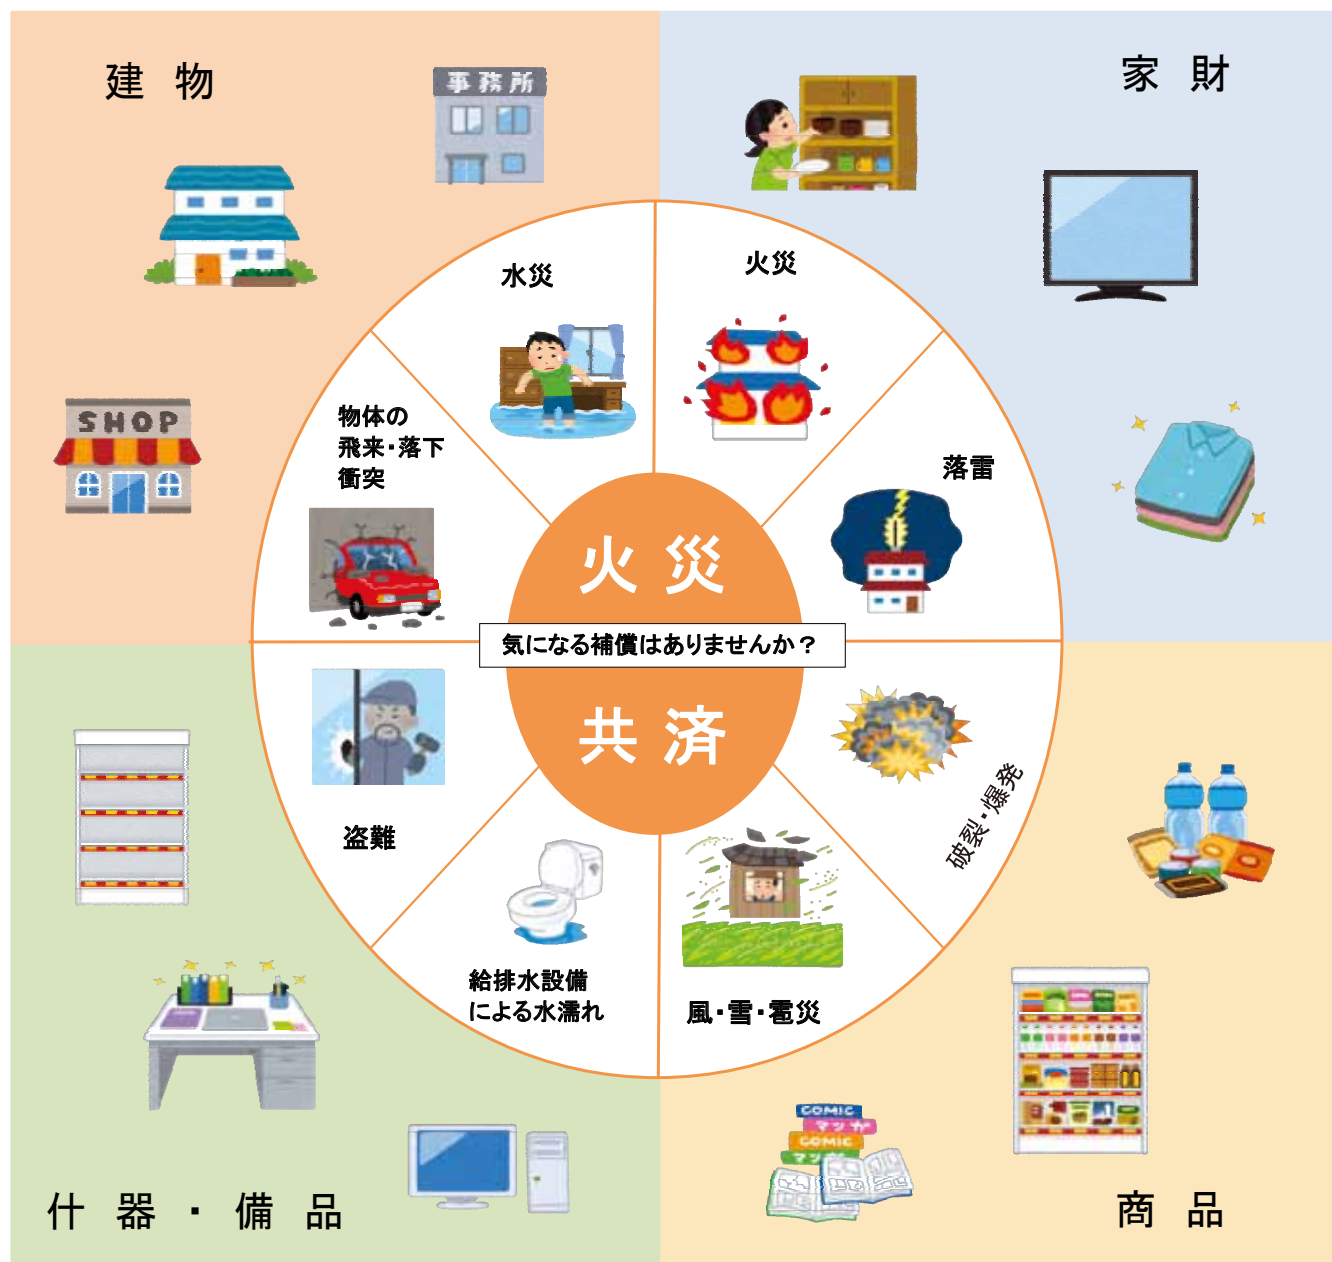 建 物
事務所
家 財
SHOP
水災
火災
物体の
飛来・落下
衝突
落雷
火 災
気になる補償はありませんか？
共 済
盗難
破裂・爆発
給排水設備
による水濡れ
風・雪・雹災
什 器 ・ 備 品
COMIC
マンガ
COMIC
マンガ
商 品